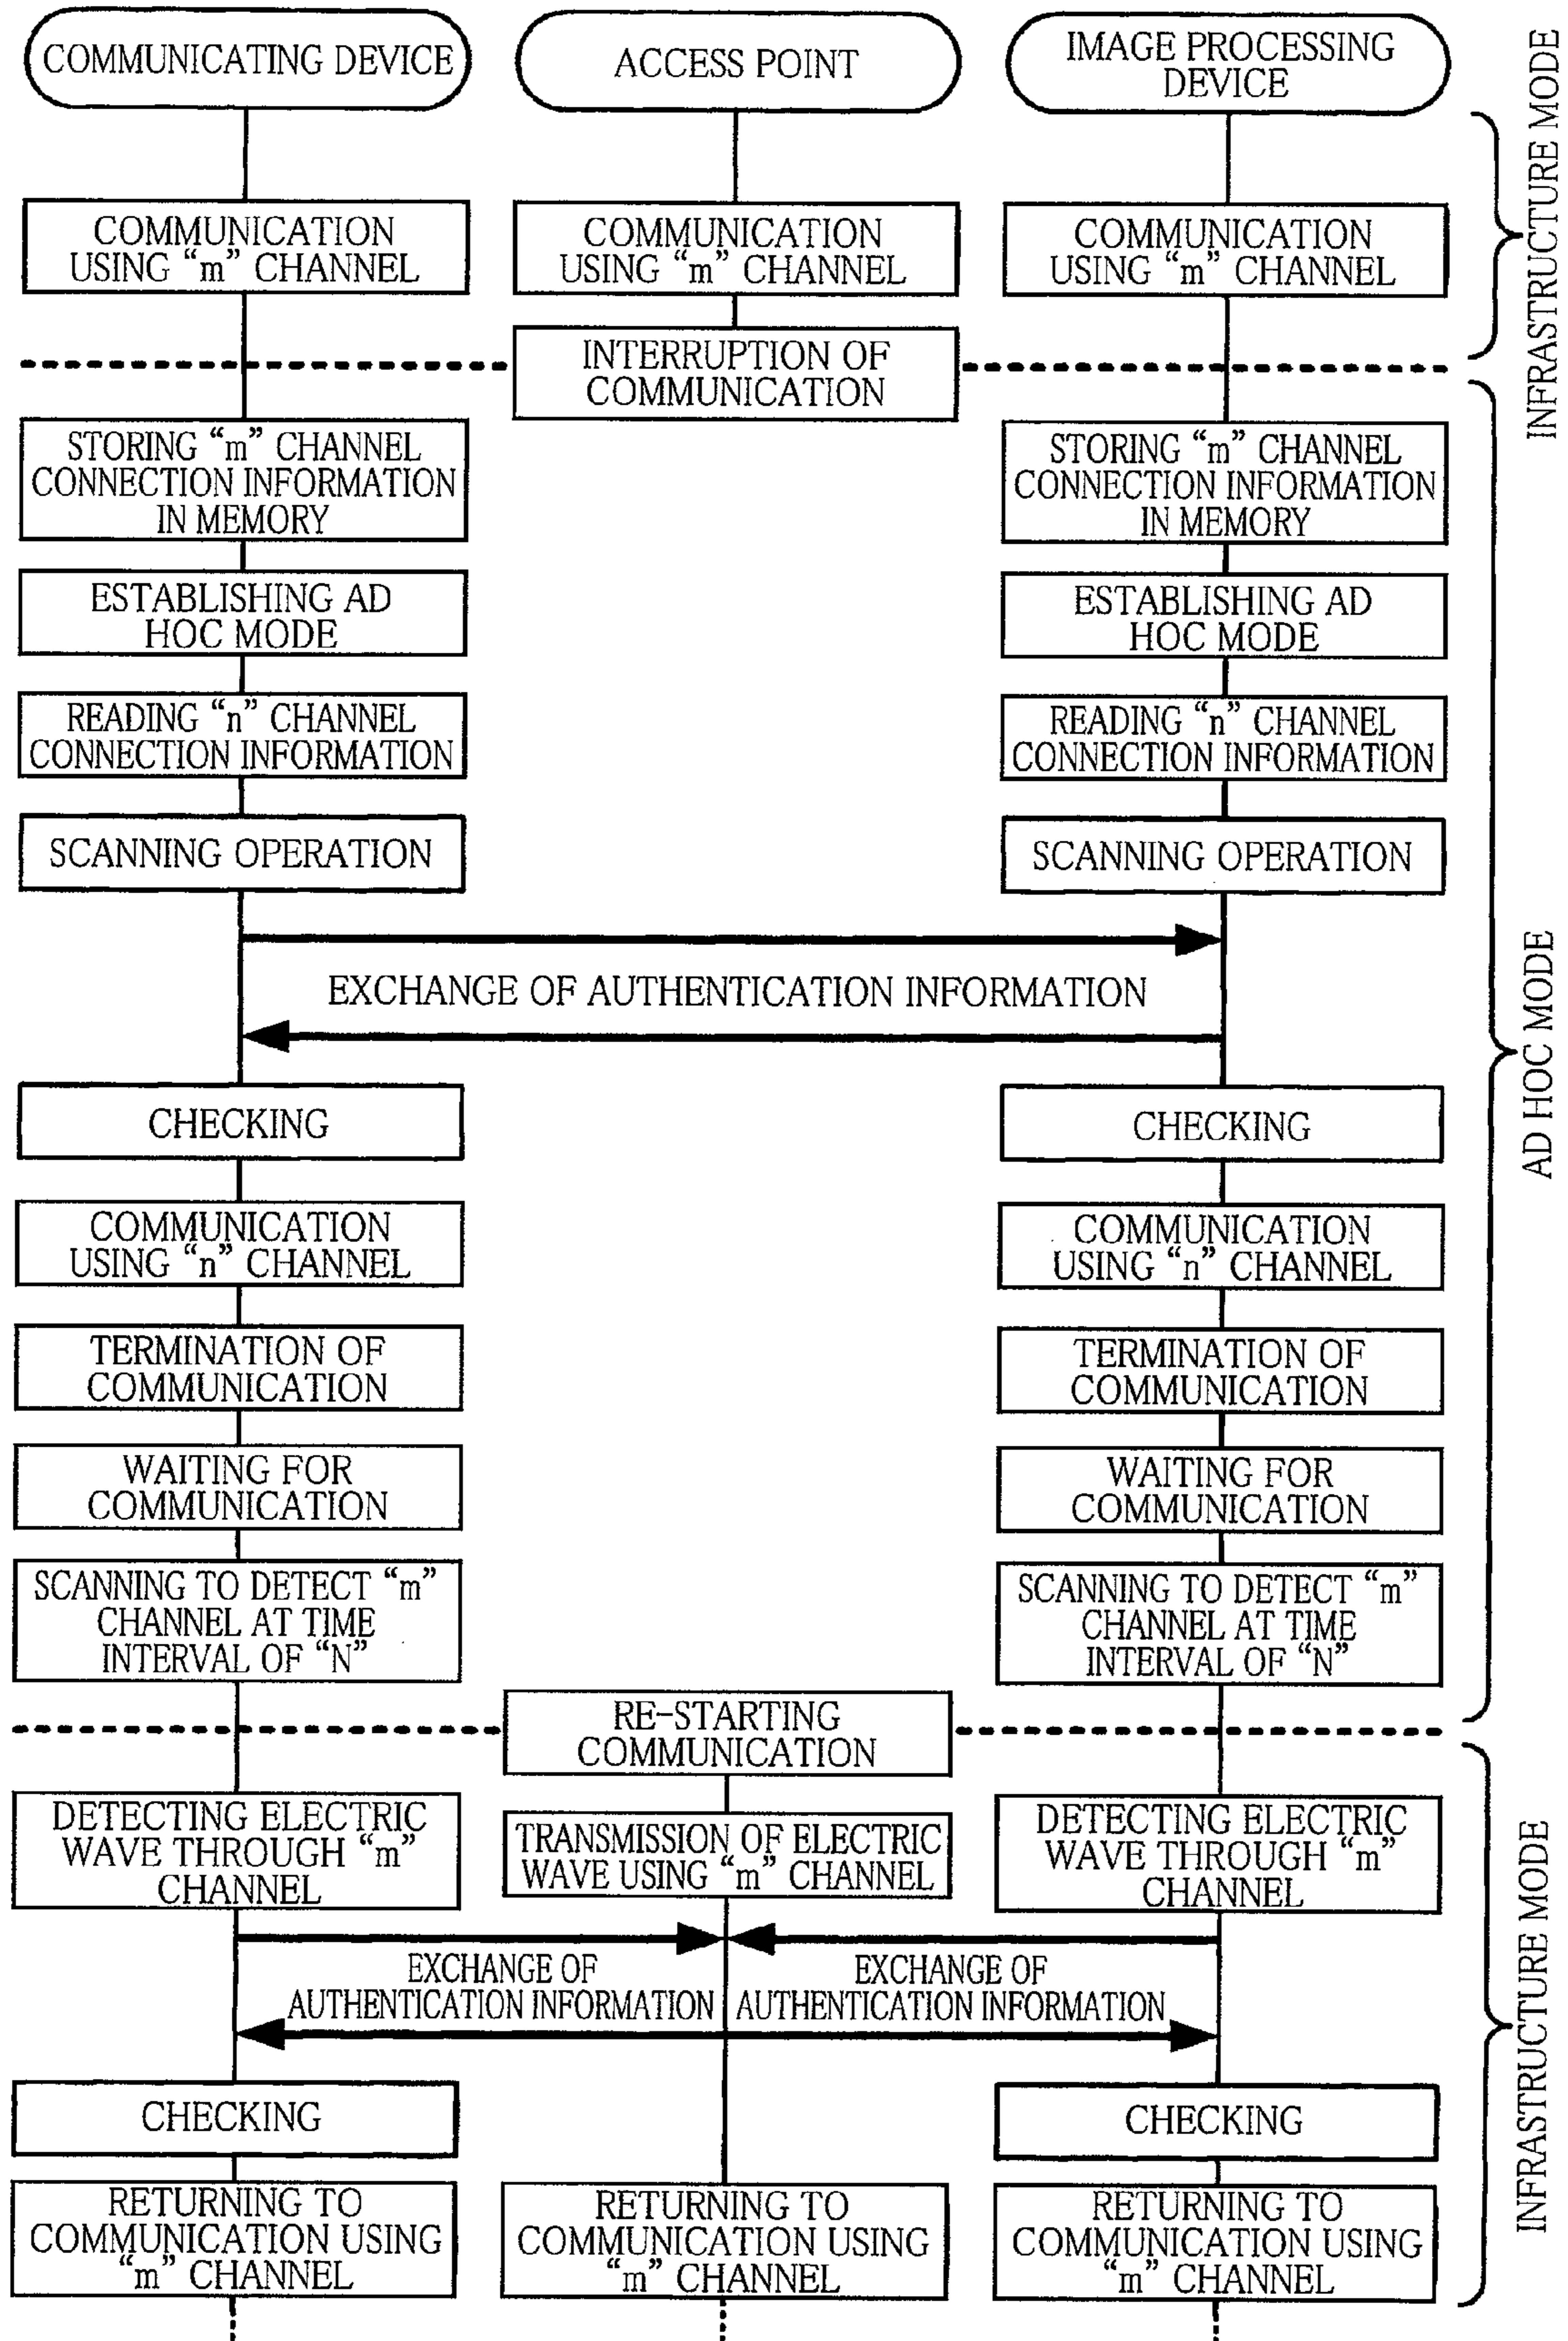 COMMUNICATING DEVICE
ACCESS POINT
IMAGE PROCESSING
DEVICE
INFRASTRUCTURE MODE
COMMUNICATION
USING “m” CHANNEL
COMMUNICATION
USING “m” CHANNEL
COMMUNICATION
USING “m” CHANNEL
INTERRUPTION OF
COMMUNICATION
STORING “m” CHANNEL
CONNECTION INFORMATION
IN MEMORY
STORING “m” CHANNEL
CONNECTION INFORMATION
IN MEMORY
ESTABLISHING AD
HOC MODE
ESTABLISHING AD
HOC MODE
READING “n” CHANNEL
CONNECTION INFORMATION
READING “n” CHANNEL
CONNECTION INFORMATION
SCANNING OPERATION
SCANNING OPERATION
EXCHANGE OF AUTHENTICATION INFORMATION
AD HOC MODE
CHECKING
CHECKING
COMMUNICATION
USING “n” CHANNEL
COMMUNICATION
USING “n” CHANNEL
TERMINATION OF
COMMUNICATION
TERMINATION OF
COMMUNICATION
WAITING FOR
COMMUNICATION
WAITING FOR
COMMUNICATION
SCANNING TO DETECT “m”
CHANNEL AT TIME
INTERVAL OF “N”
SCANNING TO DETECT “m”
CHANNEL AT TIME
INTERVAL OF “N”
RE-STARTING
COMMUNICATION
DETECTING ELECTRIC
WAVE THROUGH “m”
CHANNEL
TRANSMISSION OF ELECTRIC
WAVE USING “m” CHANNEL
DETECTING ELECTRIC
WAVE THROUGH “m”
CHANNEL
EXCHANGE OF
AUTHENTICATION INFORMATION
EXCHANGE OF
AUTHENTICATION INFORMATION
INFRASTRUCTURE MODE
CHECKING
CHECKING
RETURNING TO
COMMUNICATION USING
“m” CHANNEL
RETURNING TO
COMMUNICATION USING
“m” CHANNEL
RETURNING TO
COMMUNICATION USING
“m” CHANNEL